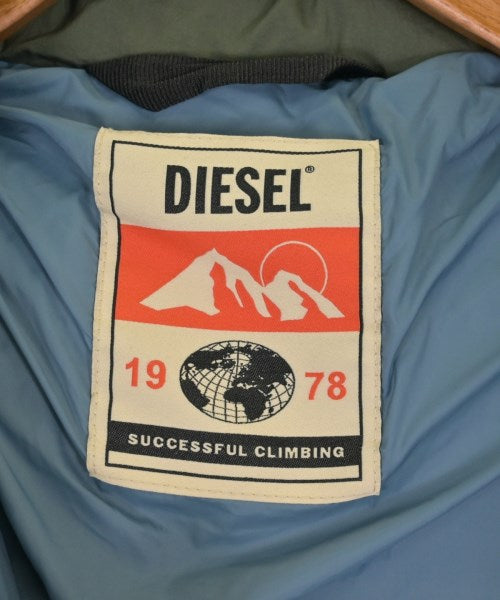 DIESEL®
19 78
SUCCESSFUL CLIMBING